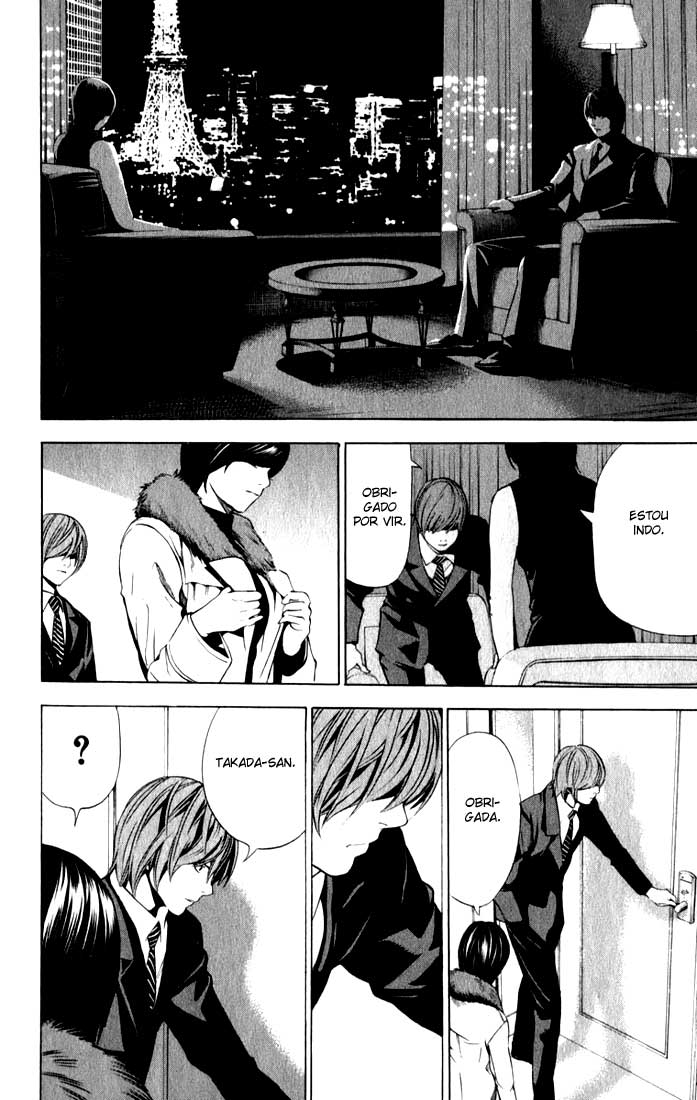 ESTOU
INDO.
OBRI-
GADO
POR VIR.
OBRI-
GADA.
TAKADA-SAN.
?